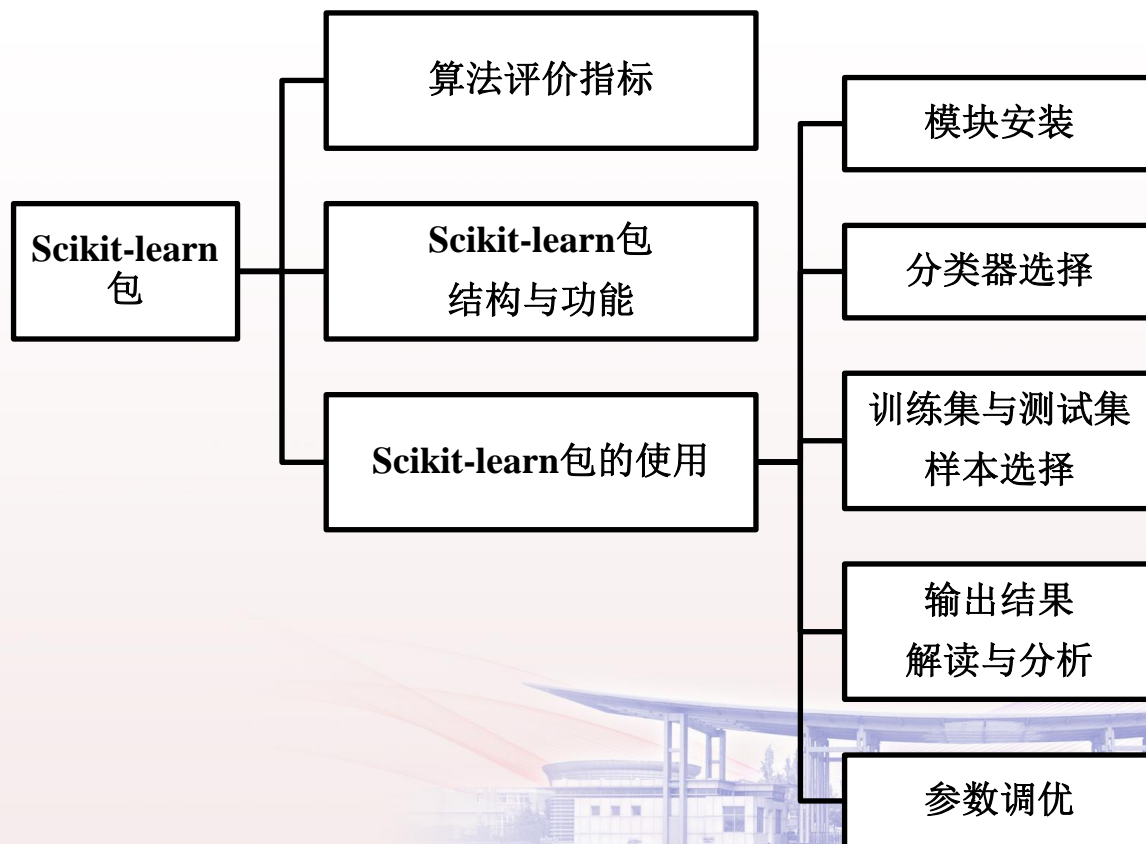 Scikit-learn
包
算法评价指标
Scikit-learn包
结构与功能
Scikit-learn包的使用
模块安装
分类器选择
训练集与测试集
样本选择
输出结果
解读与分析
参数调优